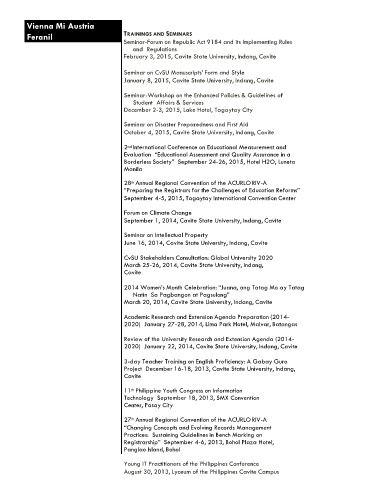 Vienna Mi Austria
Feranil
TRAININGS AND SEMINARS
Seminar-Forum on Republic Act 9184 and its Implementing Rules
and Regulations
February 3, 2015, Cavite State University, Indang, Cavite
Seminar on CvSU Manuscripts' Form and Style
January 8, 2015, Cavite State University, Indang, Cavite
Seminar-Workshop on the Enhanced Policies & Guidelines of
Student Affairs & Services
December 2-3, 2015, Lake Hotel, Tagaytay City
Seminar on Disaster Preparedness and First Aid
October 4, 2015, Cavite State University, Indang, Cavite
2nd International Conference on Educational Measurement and
Evaluation "Educational Assessment and Quality Assurance in a
Borderless Society" September 24-26, 2015, Hotel H2O, Luneta
Manila
28th Annual Regional Convention of the ACURLO RIV-A
"Preparing the Registrars for the Challenges of Education Reforms"
September 4-5, 2015, Tagaytay International Convention Center
Forum on Climate Change
September 1, 2014, Cavite State University, Indang, Cavite
Seminar on Intellectual Property
June 16, 2014, Cavite State University, Indang, Cavite
CvSU Stakeholders Consultation: Global University 2020
March 25-26, 2014, Cavite State University, Indang,
Cavite
2014 Women's Month Celebration: "Juana, ang Tatag Mo ay Tatag
Natin Sa Pagbangon at Pagsulong"
March 20, 2014, Cavite State University, Indang, Cavite
Academic Research and Extension Agenda Preparation (2014-
2020) January 27-28, 2014, Lima Park Hotel, Malvar, Batangas
Review of the University Research and Extension Agenda (2014-
2020) January 22, 2014, Cavite State University, Indang, Cavite
3-day Teacher Training on English Proficiency: A Gabay Guro
Project December 16-18, 2013, Cavite State University, Indang,
Cavite
11th Philippine Youth Congress on Information
Technology September 18, 2013, SMX Convention
Center, Pasay City
27th Annual Regional Convention of the ACURLO RIV-A
"Changing Concepts and Evolving Records Management
Practices: Sustaining Guidelines in Bench Marking on
Registrarship" September 4-6, 2013, Bohol Plaza Hotel,
Panglao Island, Bohol
Young IT Practitioners of the Philippines Conference
August 30, 2013, Lyceum of the Philippines Cavite Campus